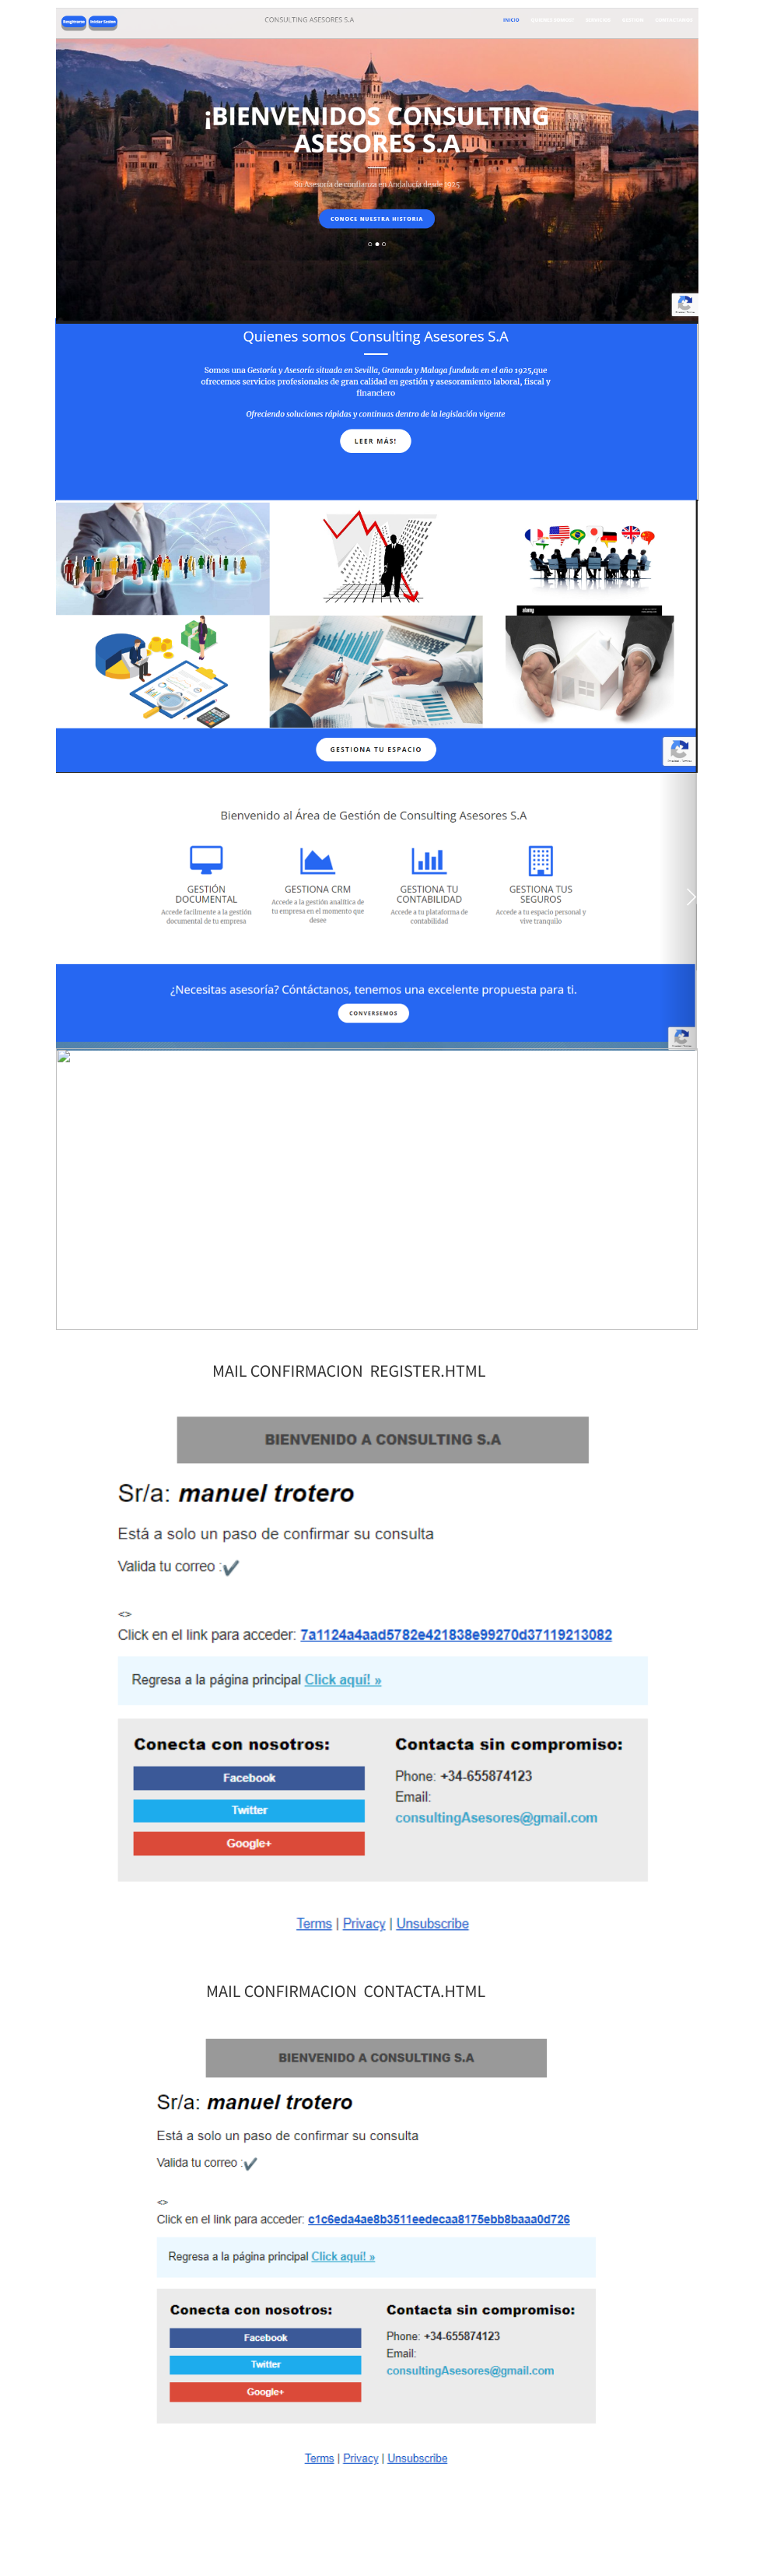 Registrarse
Iniciar Sesion
CONSULTING ASESORES S.A
INICIO
QUIENES SOMOS
SERVICIOS
¡BIENVENIDOS CONSULTING
ASESORES S.A
Su Asesoría de confianza en Andalucía desde 1925
CONOCE NUESTRA HISTORIA
Quienes somos Consulting Asesores S.A
Somos una Gestoría y Asesoría situada en Sevilla, Granada y Malaga fundada en el año 1925,que
ofrecemos servicios profesionales de gran calidad en gestión y asesoramiento laboral, fiscal y
financiero
Ofreciendo soluciones rápidas y continuas dentro de la legislación vigente
LEER MÁS!
alamy
GESTIONA TU ESPACIO
Bienvenido al Área de Gestión de Consulting Asesores S.A
GESTIÓN
DOCUMENTAL
Accede facilmente a la gestión
documental de tu empresa
GESTIONA CRM
Accede a la gestión analítica de
tu empresa en el momento que
desee
GESTIONA TU
CONTABILIDAD
Accede a tu plataforma de
contabilidad
GESTIONA TUS
SEGUROS
Accede a tu espacio personal y
vive tranquilo
¿Necesitas asesoría? Cóntáctanos, tenemos una excelente propuesta para ti.
CONVERSEMOS
MAIL CONFIRMACION REGISTER.HTML
BIENVENIDO A CONSULTING S.A
Sr/a: manuel trotero
Está a solo un paso de confirmar su consulta
Valida tu correo :✔
<>
Click en el link para acceder: 7a1124a4aad5782e421838e99270d37119213082
Regresa a la página principal Click aquí! »
Conecta con nosotros:
Facebook
Twitter
Google+
Contacta sin compromiso:
Phone: +34-655874123
Email:
consultingAsesores@gmail.com
Terms | Privacy | Unsubscribe
MAIL CONFIRMACION CONTACTA.HTML
BIENVENIDO A CONSULTING S.A
Sr/a: manuel trotero
Está a solo un paso de confirmar su consulta
Valida tu correo :✔
<>
Click en el link para acceder: c1c6eda4ae8b3511eedecaa8175ebb8baaa0d726
Regresa a la página principal Click aquí! »
Conecta con nosotros:
Facebook
Twitter
Google+
Contacta sin compromiso:
Phone: +34-655874123
Email:
consultingAsesores@gmail.com
Terms | Privacy | Unsubscribe